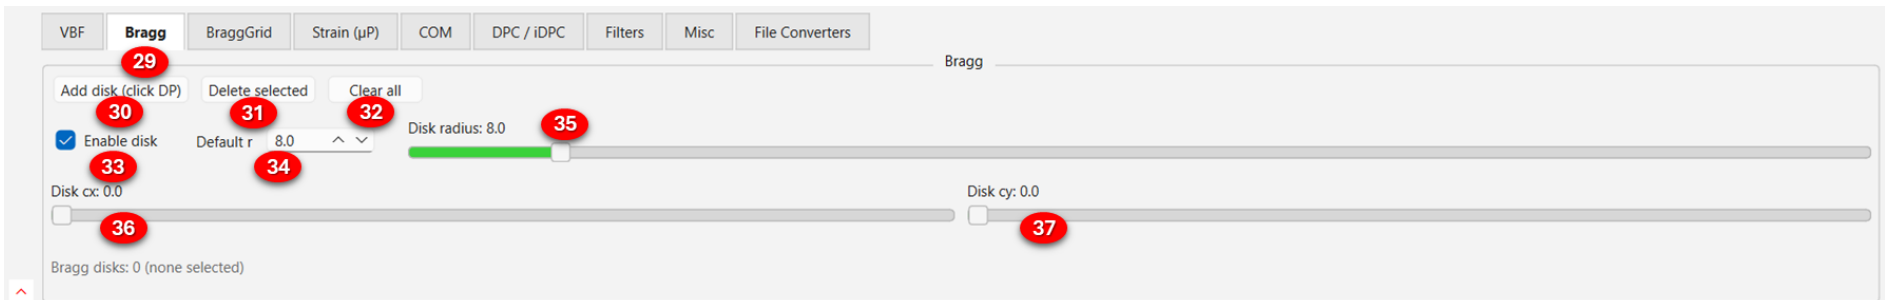 VBF Bragg BraggGrid Strain (μP) COM DPC / iDPC Filters Misc File Converters
29
Bragg
Add disk (click DP) Delete selected Clear all
30 31 32
Enable disk Default r 8.0 Disk radius: 8.0 35
33 34
Disk cx: 0.0 Disk cy: 0.0
36 37
Bragg disks: 0 (none selected)